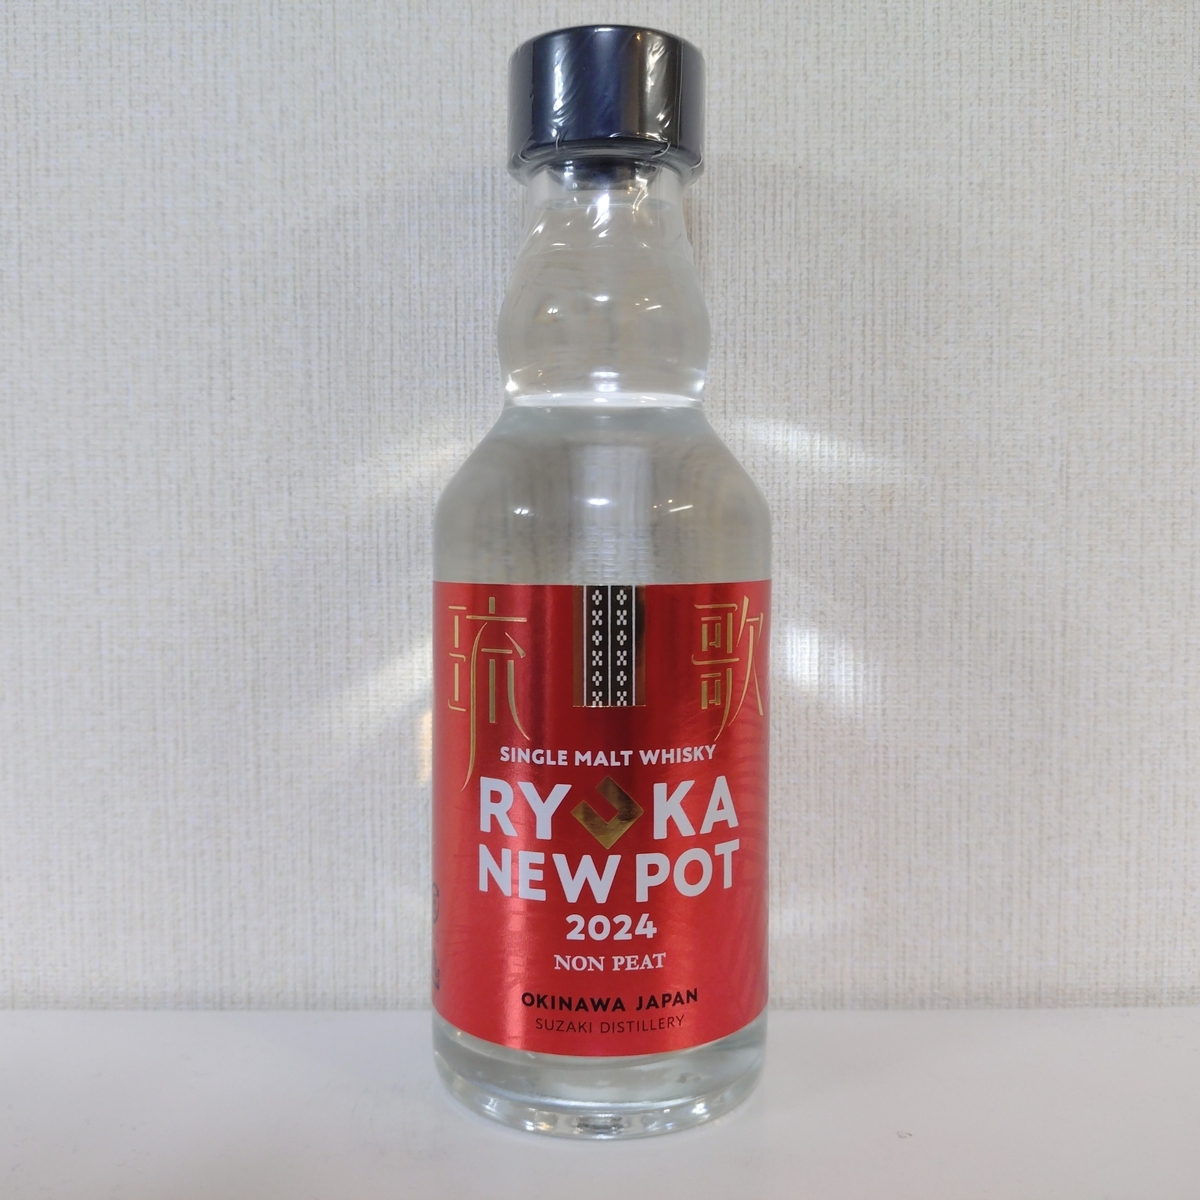 琉 歌
SINGLE MALT WHISKY
RYUKA
NEW POT
2024
NON PEAT
OKINAWA JAPAN
SUZAKI DISTILLERY